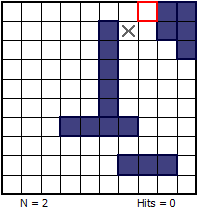 N = 2 Hits = 0